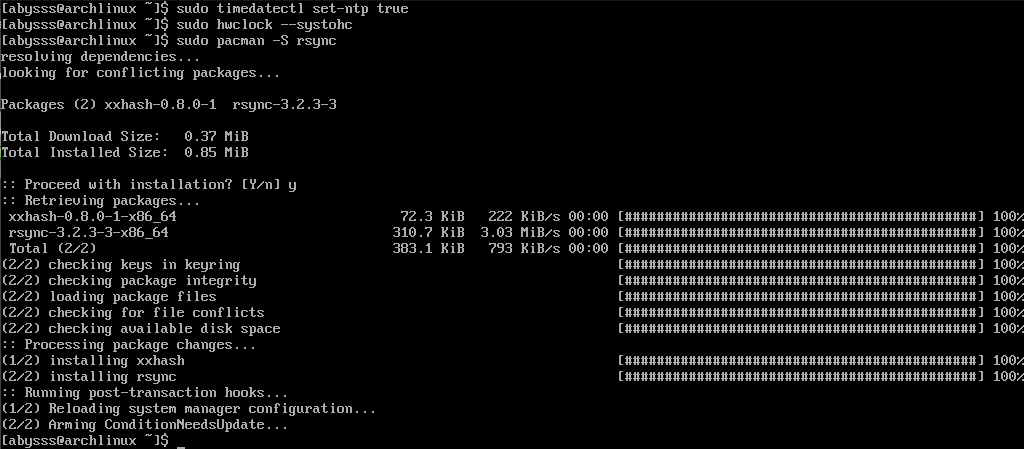 [abysss@archlinux ~]$ sudo timedatectl set-ntp true
[abysss@archlinux ~]$ sudo hwclock --systohc
[abysss@archlinux ~]$ sudo pacman -S rsync
resolving dependencies...
looking for conflicting packages...
Packages (2) xxhash-0.8.0-1  rsync-3.2.3-3
Total Download Size:   0.37 MiB
Total Installed Size:  0.85 MiB
:: Proceed with installation? [Y/n] y
:: Retrieving packages...
 xxhash-0.8.0-1-x86_64                            72.3 KiB   222 KiB/s 00:00 [############################################] 100%
 rsync-3.2.3-3-x86_64                            310.7 KiB  3.03 MiB/s 00:00 [############################################] 100%
 Total (2/2)                                     383.1 KiB   793 KiB/s 00:00 [############################################] 100%
(2/2) checking keys in keyring                                               [############################################] 100%
(2/2) checking package integrity                                             [############################################] 100%
(2/2) loading package files                                                  [############################################] 100%
(2/2) checking for file conflicts                                            [############################################] 100%
(2/2) checking available disk space                                          [############################################] 100%
:: Processing package changes...
(1/2) installing xxhash                                                      [############################################] 100%
(2/2) installing rsync                                                       [############################################] 100%
:: Running post-transaction hooks...
(1/2) Reloading system manager configuration...
(2/2) Arming ConditionNeedsUpdate...
[abysss@archlinux ~]$ _